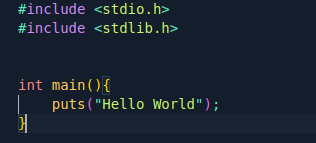 #include <stdio.h>
#include <stdlib.h>
int main(){
    puts("Hello World");
}